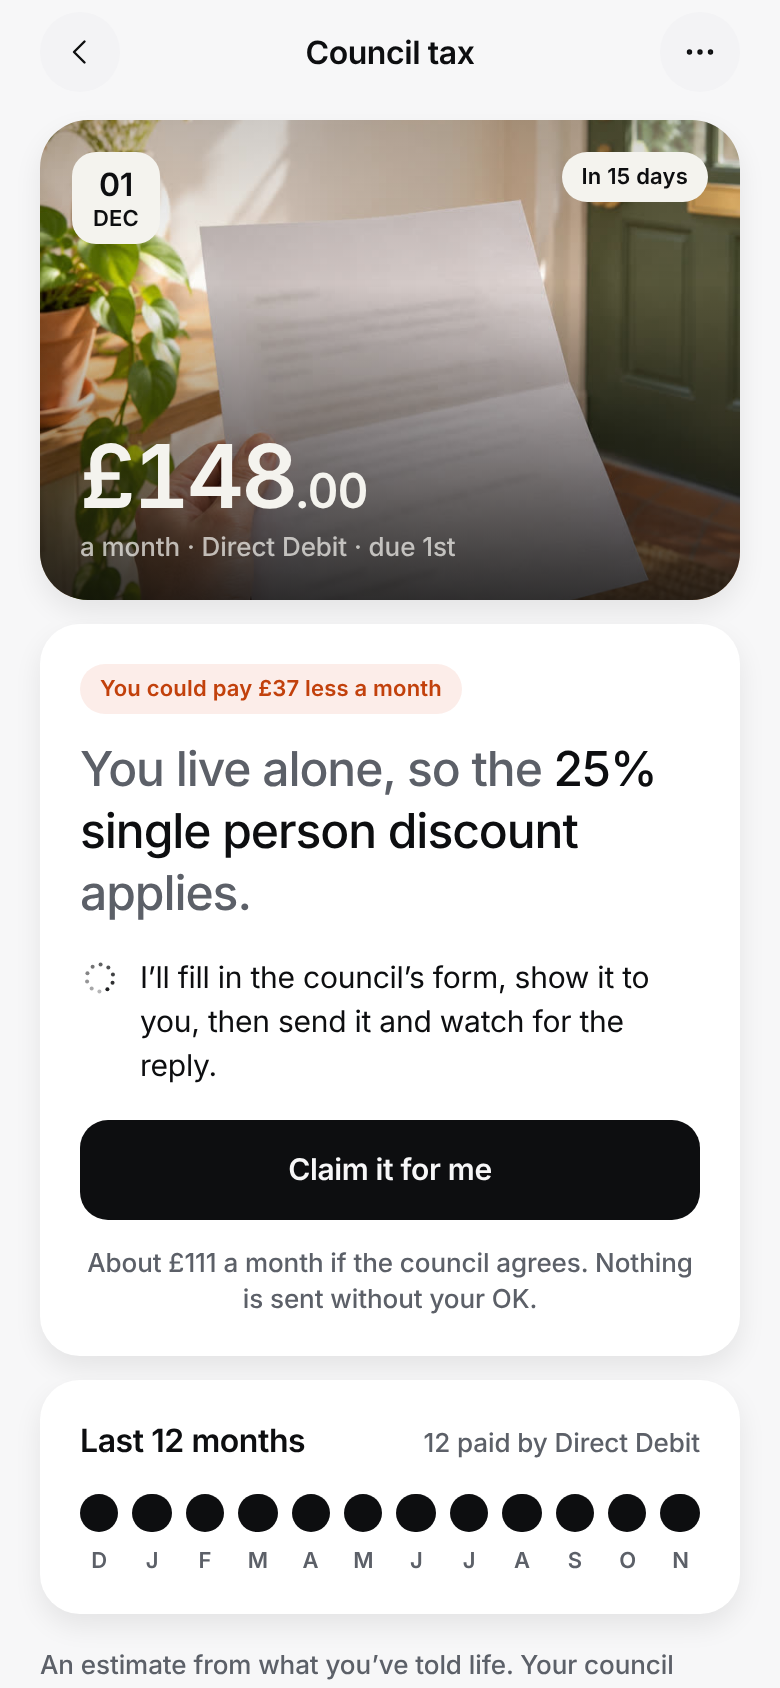 Council tax
01
DEC
In 15 days
£148.00
a month · Direct Debit · due 1st
You could pay £37 less a month
You live alone, so the 25%
single person discount
applies.
I’ll fill in the council’s form, show it to
you, then send it and watch for the
reply.
Claim it for me
About £111 a month if the council agrees. Nothing
is sent without your OK.
Last 12 months
12 paid by Direct Debit
D J F M A M J J A S O N
An estimate from what you’ve told life. Your council